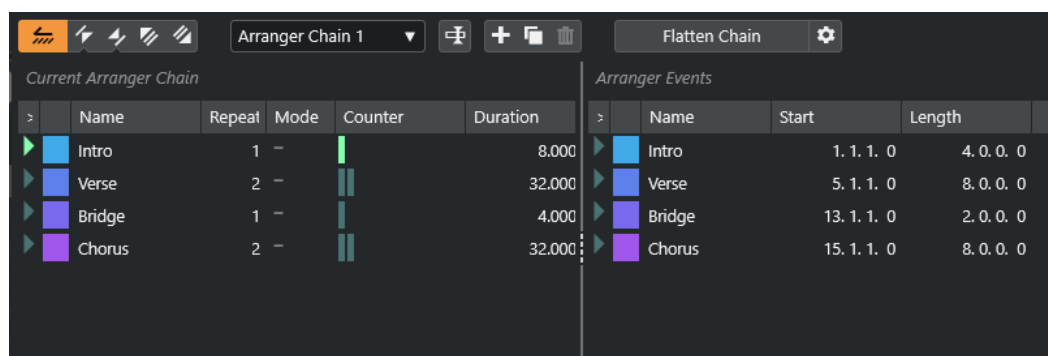 Arranger Chain 1 Flatten Chain
Current Arranger Chain Arranger Events
> Name Repeat Mode Counter Duration > Name Start Length
Intro 1 – 8.000 Intro 1. 1. 1. 0 4. 0. 0. 0
Verse 2 – 32.000 Verse 5. 1. 1. 0 8. 0. 0. 0
Bridge 1 – 4.000 Bridge 13. 1. 1. 0 2. 0. 0. 0
Chorus 2 – 32.000 Chorus 15. 1. 1. 0 8. 0. 0. 0